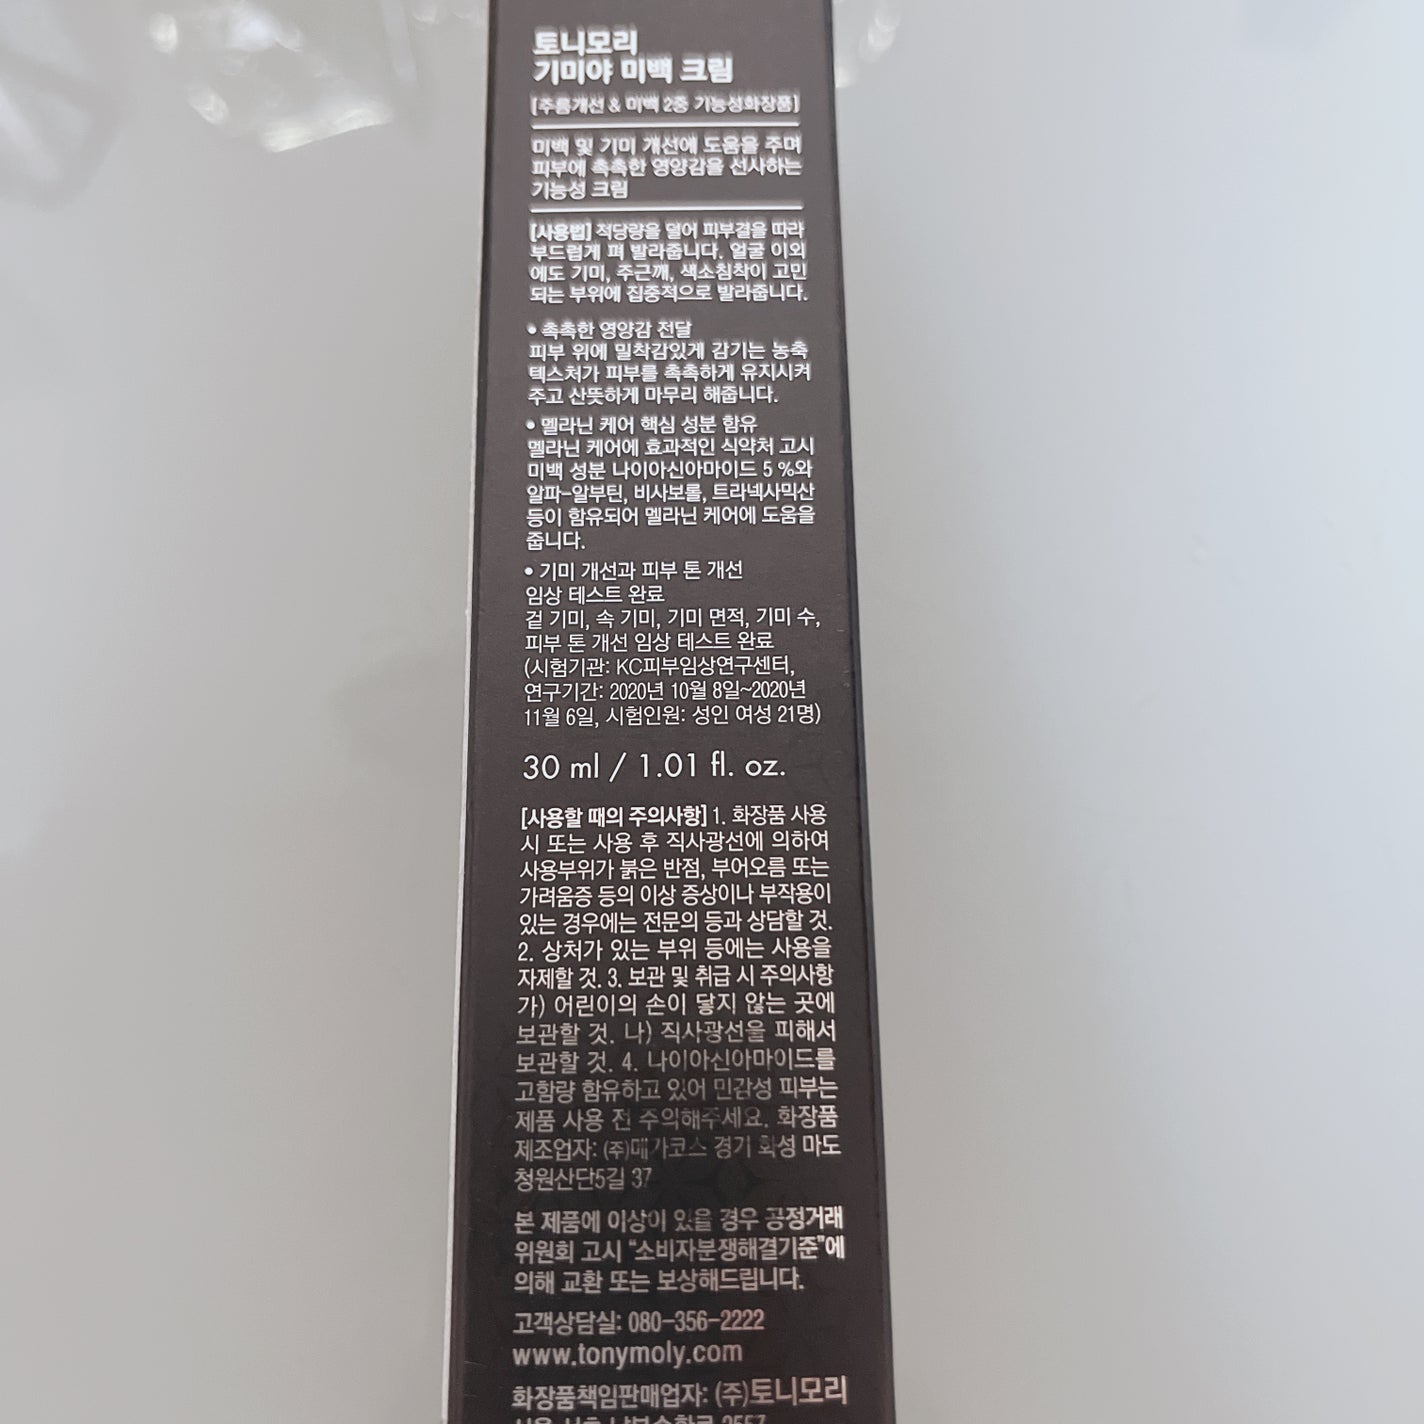 토니모리
기미야 미백 크림
[주름개선 & 미백 2중 기능성화장품]
미백 및 기미 개선에 도움을 주며
피부에 촉촉한 영양감을 선사하는
기능성 크림
[사용법] 적당량을 덜어 피부결을 따라
부드럽게 펴 발라줍니다. 얼굴 이외
에도 기미, 주근깨, 색소침착이 고민
되는 부위에 집중적으로 발라줍니다.
• 촉촉한 영양감 전달
피부 위에 밀착감있게 감기는 농축
텍스처가 피부를 촉촉하게 유지시켜
주고 산뜻하게 마무리 해줍니다.
• 멜라닌 케어 핵심 성분 함유
멜라닌 케어에 효과적인 식약처 고시
미백 성분 나이아신아마이드 5 %와
알파-알부틴, 비사보롤, 트라넥사믹산
등이 함유되어 멜라닌 케어에 도움을
줍니다.
• 기미 개선과 피부 톤 개선
임상 테스트 완료
겉 기미, 속 기미, 기미 면적, 기미 수,
피부 톤 개선 임상 테스트 완료
(시험기관: KC피부임상연구센터,
연구기간: 2020년 10월 8일~2020년
11월 6일, 시험인원: 성인 여성 21명)
30 ml / 1.01 fl. oz.
[사용할 때의 주의사항] 1. 화장품 사용
시 또는 사용 후 직사광선에 의하여
사용부위가 붉은 반점, 부어오름 또는
가려움증 등의 이상 증상이나 부작용이
있는 경우에는 전문의 등과 상담할 것.
2. 상처가 있는 부위 등에는 사용을
자제할 것. 3. 보관 및 취급 시 주의사항
가) 어린이의 손이 닿지 않는 곳에
보관할 것. 나) 직사광선을 피해서
보관할 것. 4. 나이아신아마이드를
고함량 함유하고 있어 민감성 피부는
제품 사용 전 주의해주세요. 화장품
제조업자: (주)메가코스 경기 화성 마도
청원산단5길 37
본 제품에 이상이 있을 경우 공정거래
위원회 고시 “소비자분쟁해결기준”에
의해 교환 또는 보상해드립니다.
고객상담실: 080-356-2222
www.tonymoly.com
화장품책임판매업자: (주)토니모리